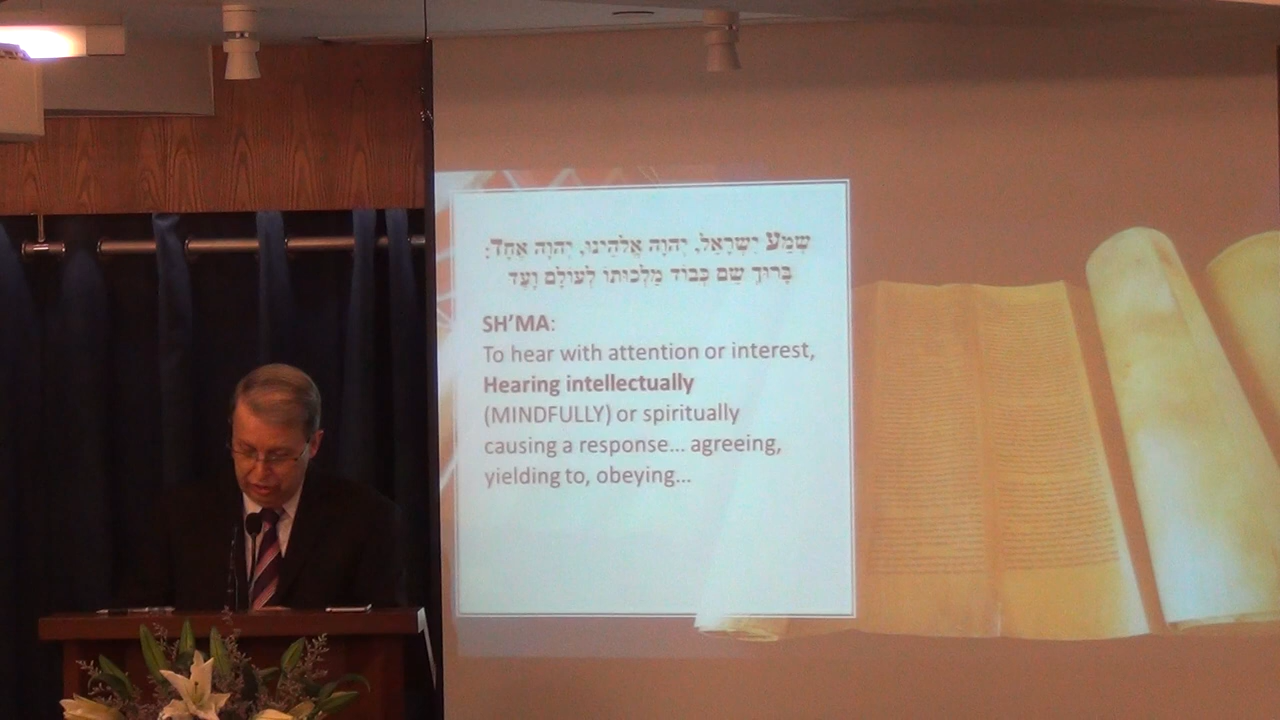 שְׁמַע יִשְׂרָאֵל, יְהוָה אֱלֹהֵינוּ, יְהוָה אֶחָד:
בָּרוּךְ שֵׁם כְּבוֹד מַלְכוּתוֹ לְעוֹלָם וָעֶד
SH’MA:
To hear with attention or interest,
Hearing intellectually
(MINDFULLY) or spiritually
causing a response... agreeing,
yielding to, obeying...